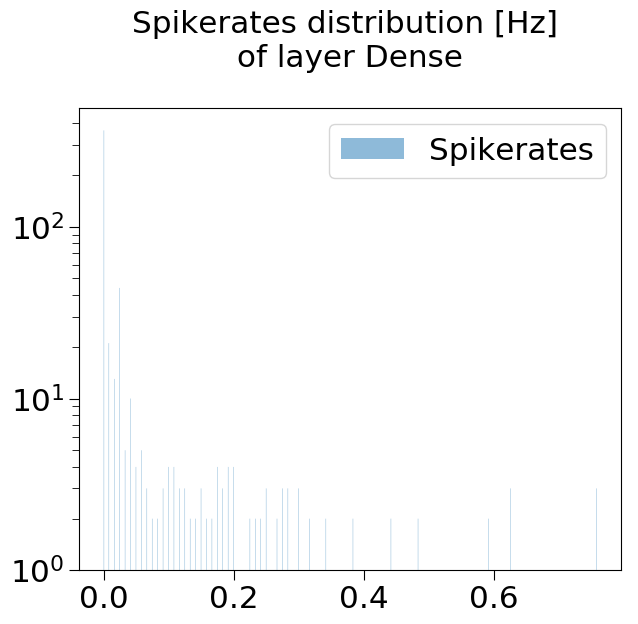 Spikerates distribution [Hz]
of layer Dense
Spikerates
10²
10¹
10⁰
0.0 0.2 0.4 0.6